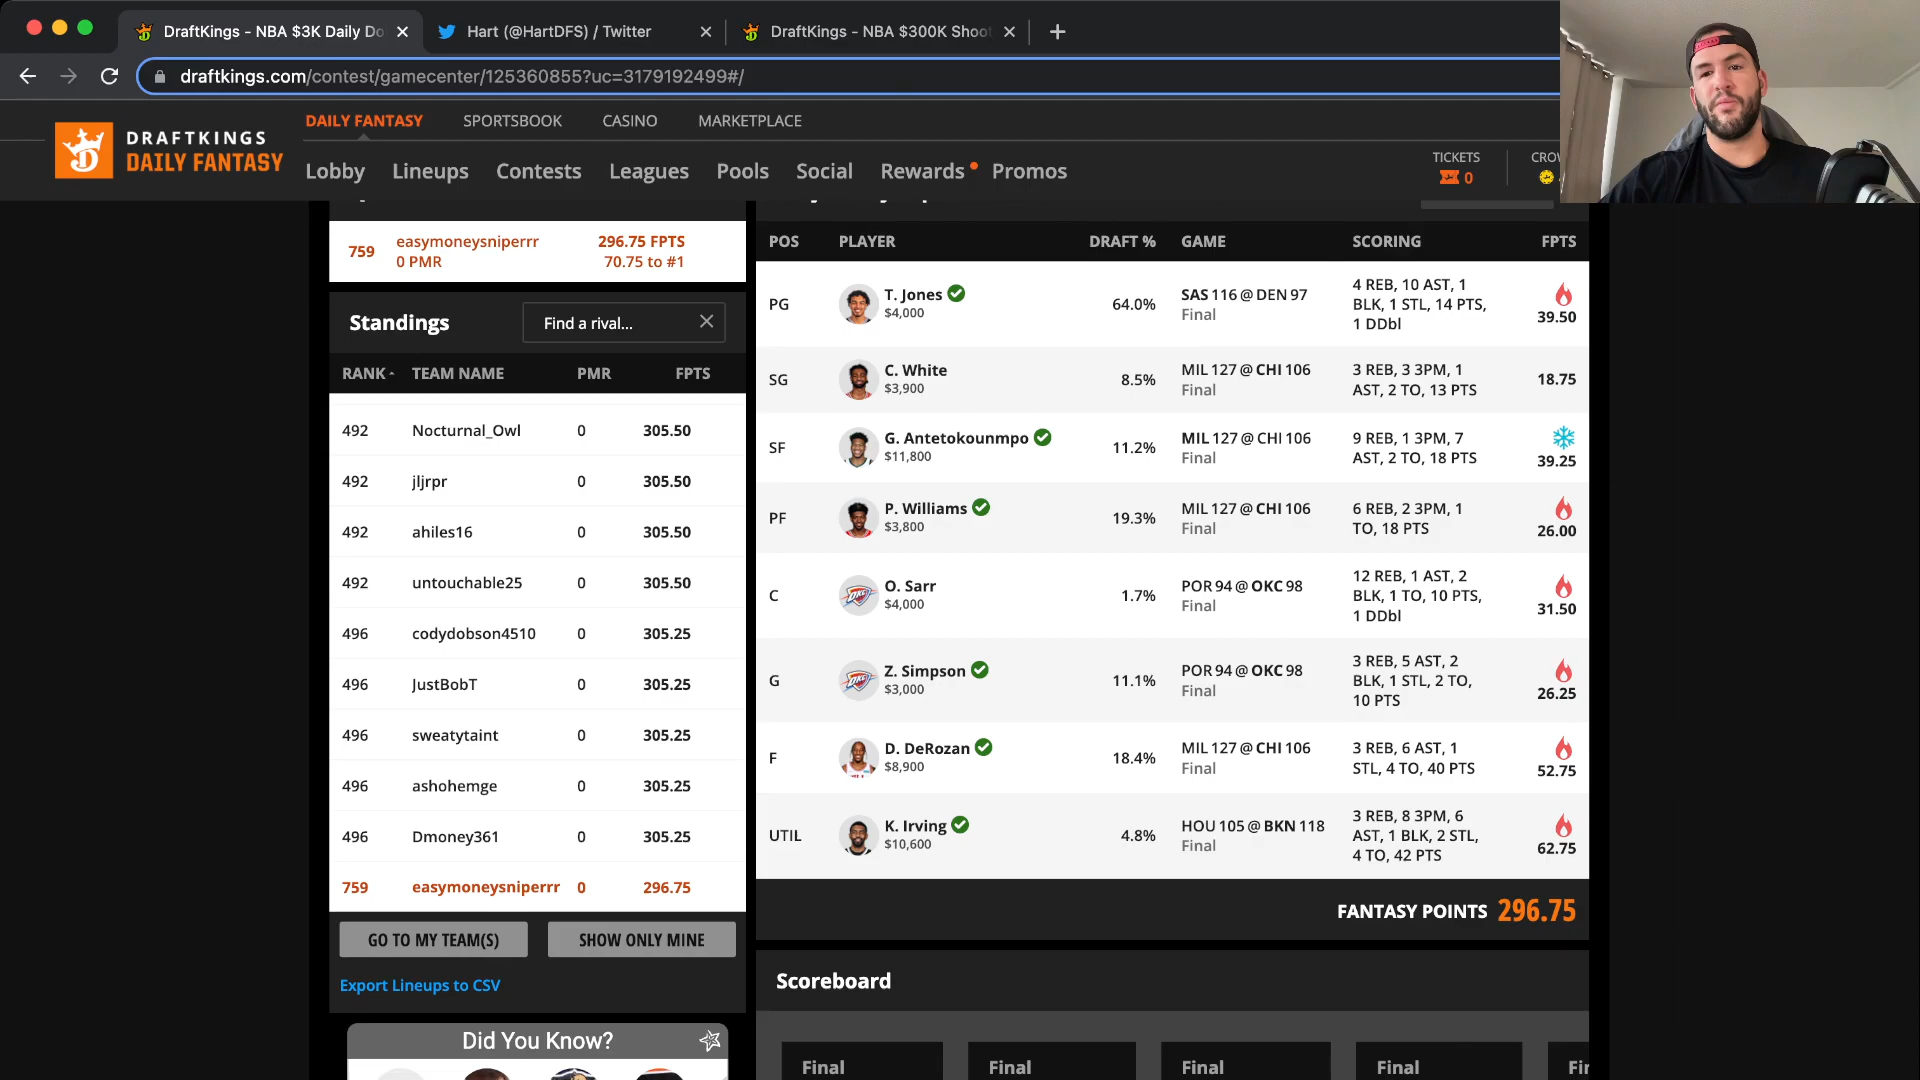 DraftKings - NBA $3K Daily Do
Hart (@HartDFS) / Twitter
DraftKings - NBA $300K Shoot
draftkings.com/contest/gamecenter/125360855?uc=3179192499#/
DRAFTKINGS
DAILY FANTASY
DAILY FANTASY SPORTSBOOK CASINO MARKETPLACE
Lobby Lineups Contests Leagues Pools Social Rewards Promos
TICKETS
0
CRO
759 easymoneysniperrr 296.75 FPTS
0 PMR 70.75 to #1
Standings Find a rival...
RANK TEAM NAME PMR FPTS
492 Nocturnal_Owl 0 305.50
492 jljrpr 0 305.50
492 ahiles16 0 305.50
492 untouchable25 0 305.50
496 codydobson4510 0 305.25
496 JustBobT 0 305.25
496 sweatytaint 0 305.25
496 ashohemge 0 305.25
496 Dmoney361 0 305.25
759 easymoneysniperrr 0 296.75
GO TO MY TEAM(S) SHOW ONLY MINE
Export Lineups to CSV
Did You Know?
POS PLAYER DRAFT % GAME SCORING FPTS
PG T. Jones $4,000 64.0% SAS 116 @ DEN 97 Final 4 REB, 10 AST, 1
BLK, 1 STL, 14 PTS,
1 DDbl 39.50
SG C. White $3,900 8.5% MIL 127 @ CHI 106 Final 3 REB, 3 3PM, 1
AST, 2 TO, 13 PTS 18.75
SF G. Antetokounmpo $11,800 11.2% MIL 127 @ CHI 106 Final 9 REB, 1 3PM, 7
AST, 2 TO, 18 PTS 39.25
PF P. Williams $3,800 19.3% MIL 127 @ CHI 106 Final 6 REB, 2 3PM, 1
TO, 18 PTS 26.00
C O. Sarr $4,000 1.7% POR 94 @ OKC 98 Final 12 REB, 1 AST, 2
BLK, 1 TO, 10 PTS,
1 DDbl 31.50
G Z. Simpson $3,000 11.1% POR 94 @ OKC 98 Final 3 REB, 5 AST, 2
BLK, 1 STL, 2 TO,
10 PTS 26.25
F D. DeRozan $8,900 18.4% MIL 127 @ CHI 106 Final 3 REB, 6 AST, 1
STL, 4 TO, 40 PTS 52.75
UTIL K. Irving $10,600 4.8% HOU 105 @ BKN 118 Final 3 REB, 8 3PM, 6
AST, 1 BLK, 2 STL,
4 TO, 42 PTS 62.75
FANTASY POINTS 296.75
Scoreboard
Final Final Final Final Fi